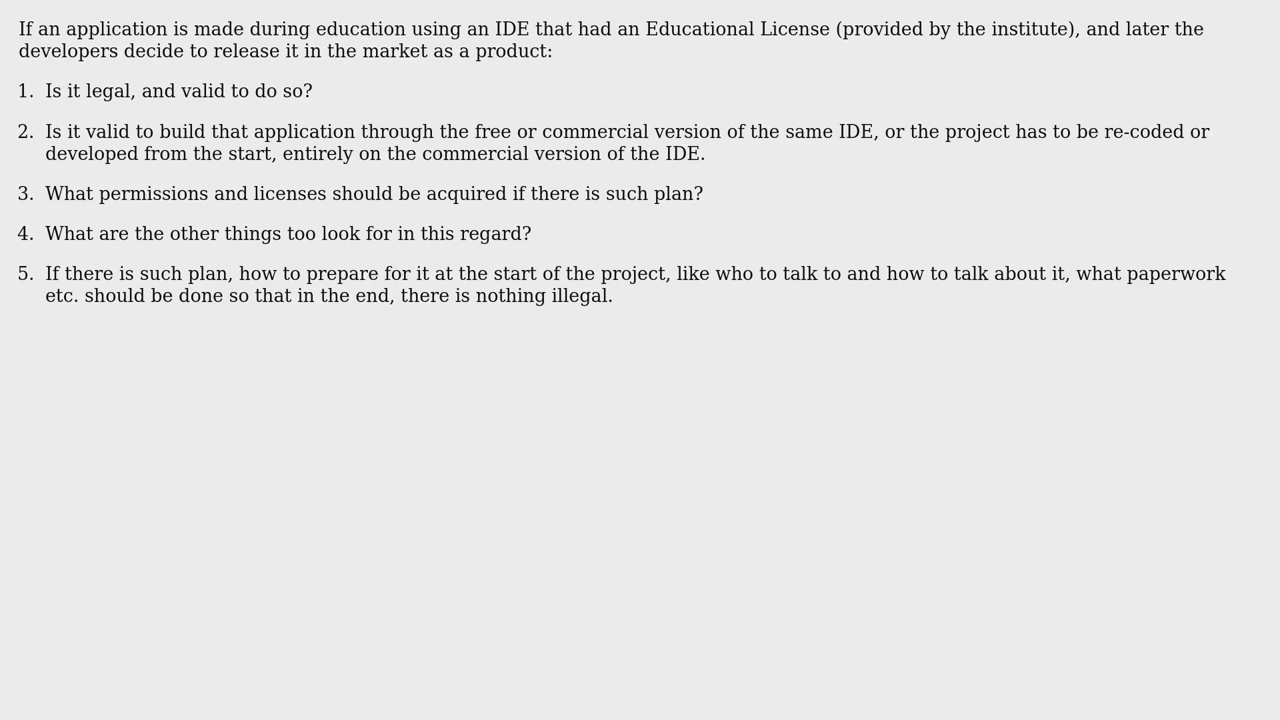 If an application is made during education using an IDE that had an Educational License (provided by the institute), and later the
developers decide to release it in the market as a product:
1. Is it legal, and valid to do so?
2. Is it valid to build that application through the free or commercial version of the same IDE, or the project has to be re-coded or
developed from the start, entirely on the commercial version of the IDE.
3. What permissions and licenses should be acquired if there is such plan?
4. What are the other things too look for in this regard?
5. If there is such plan, how to prepare for it at the start of the project, like who to talk to and how to talk about it, what paperwork
etc. should be done so that in the end, there is nothing illegal.